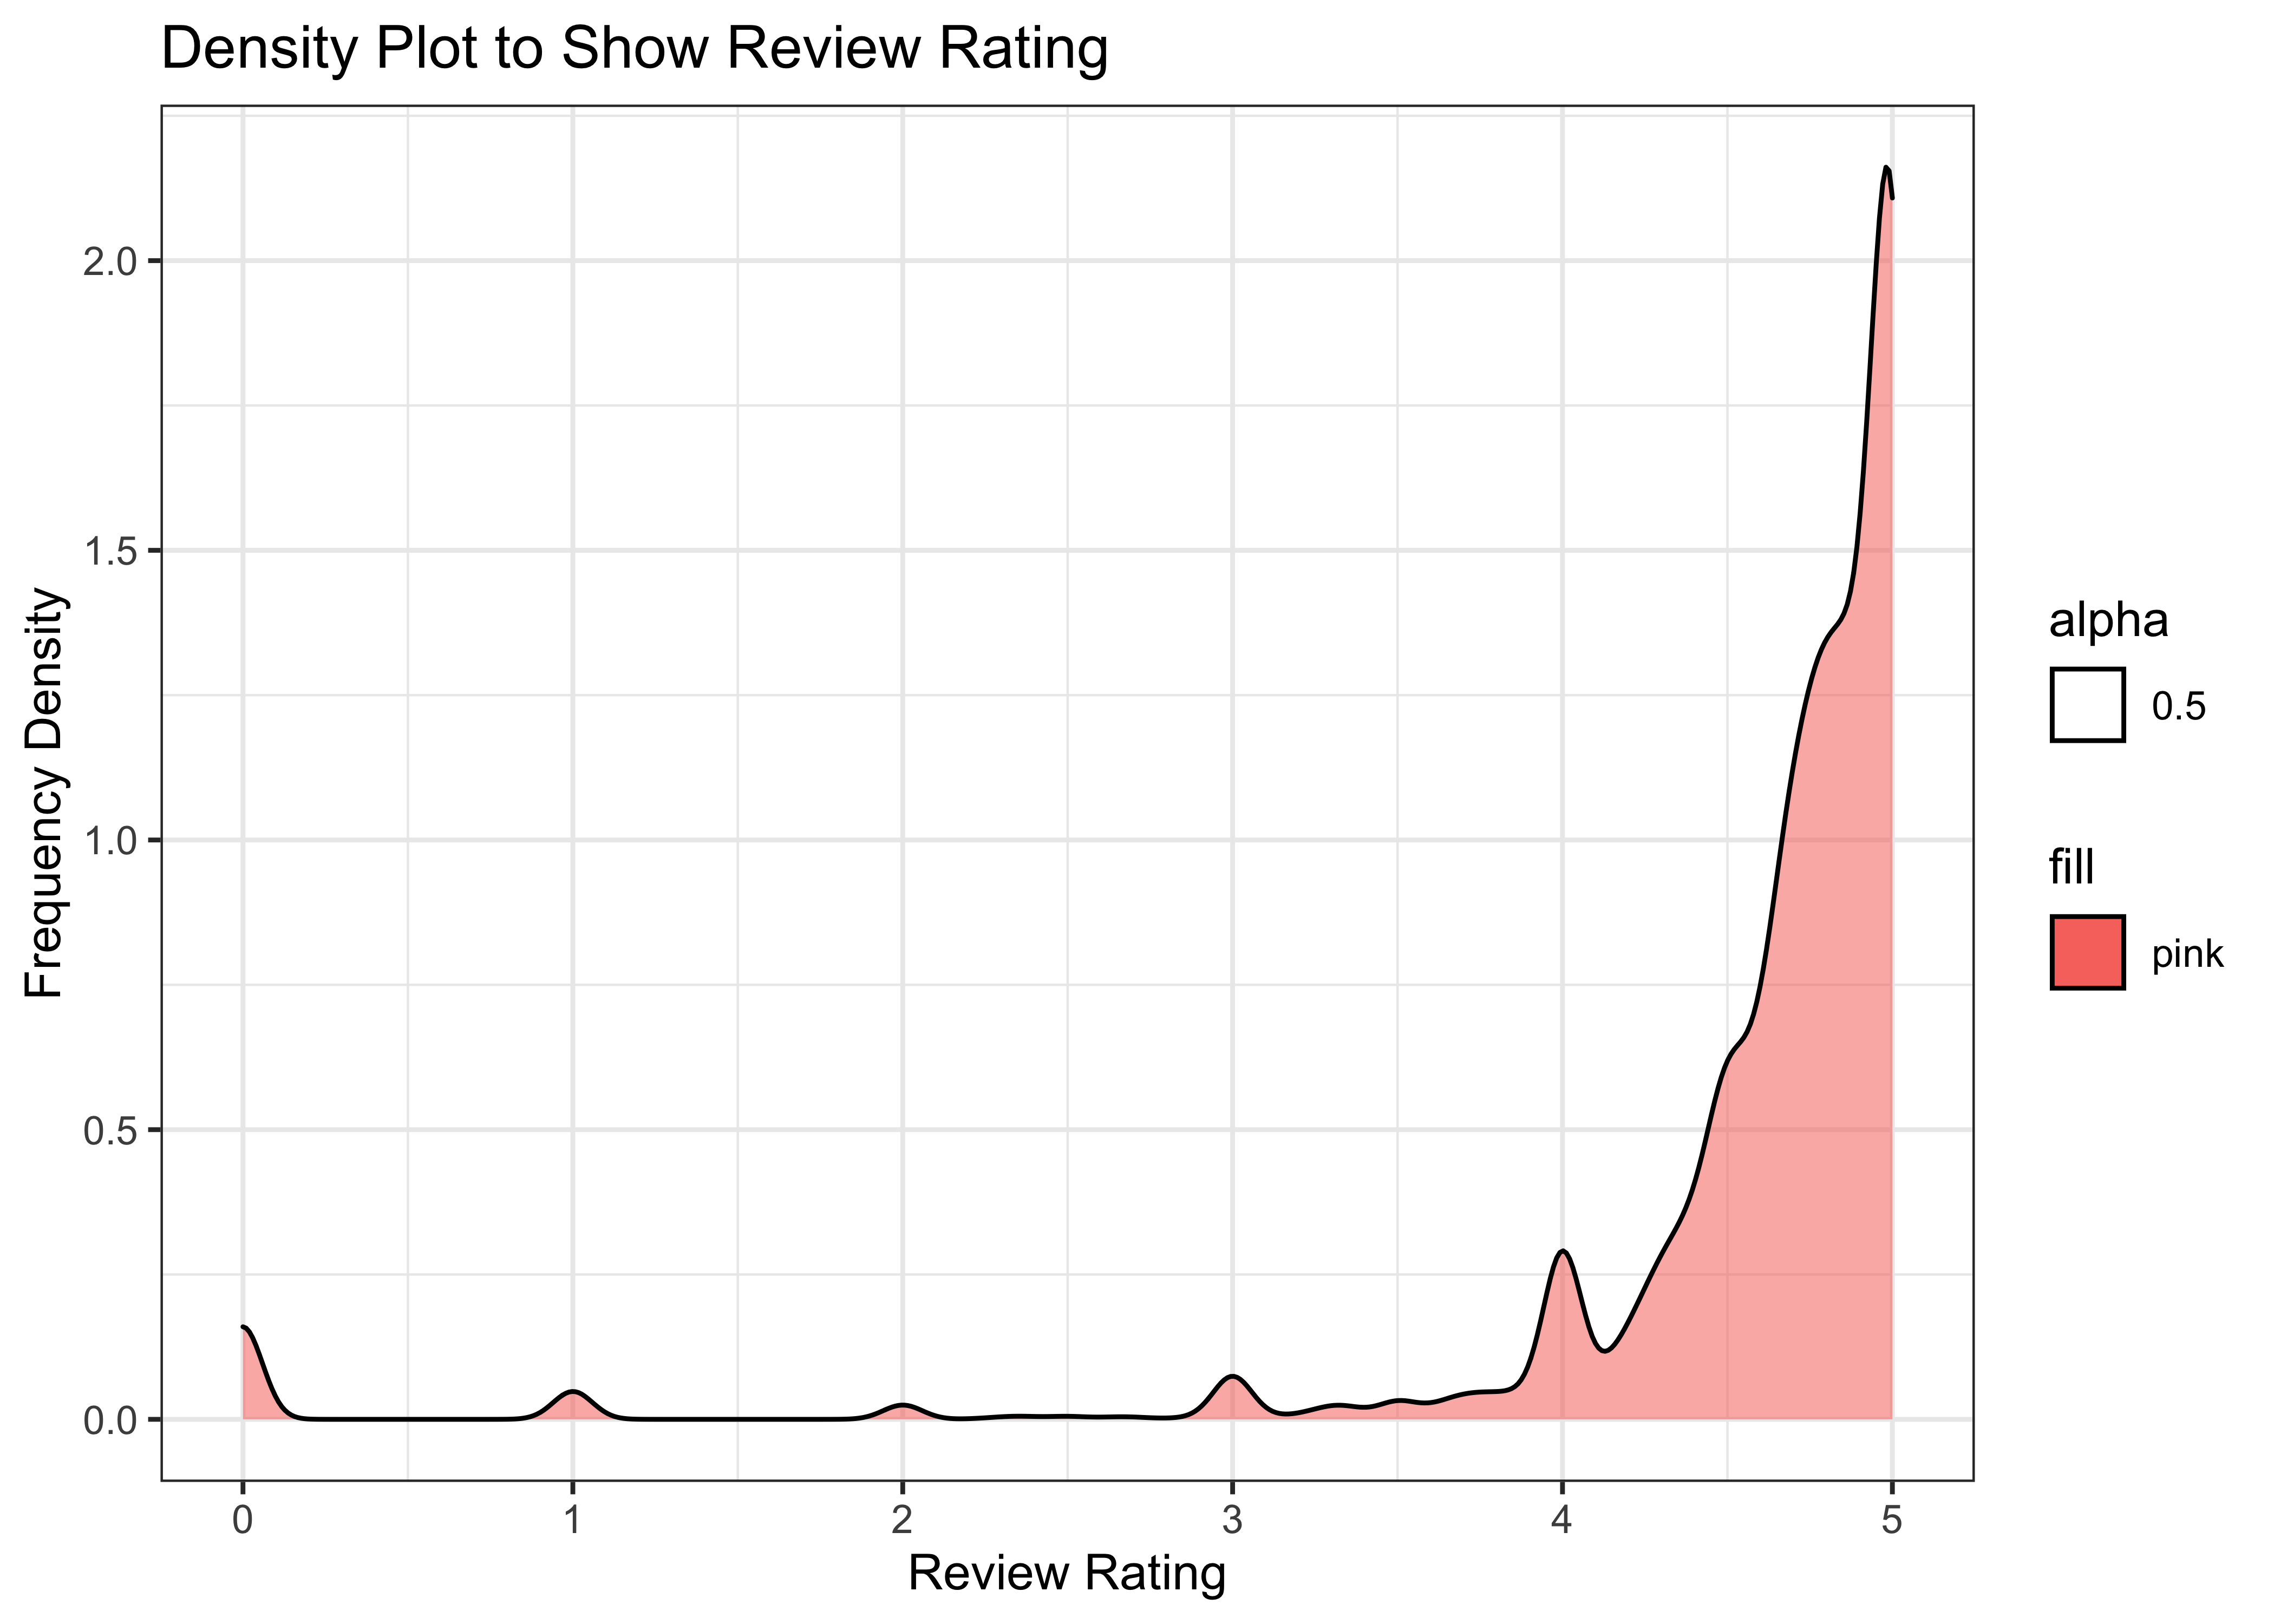 Density Plot to Show Review Rating
Frequency Density
2.0
1.5
1.0
0.5
0.0
0
1
2
3
4
5
Review Rating
alpha
0.5
fill
pink